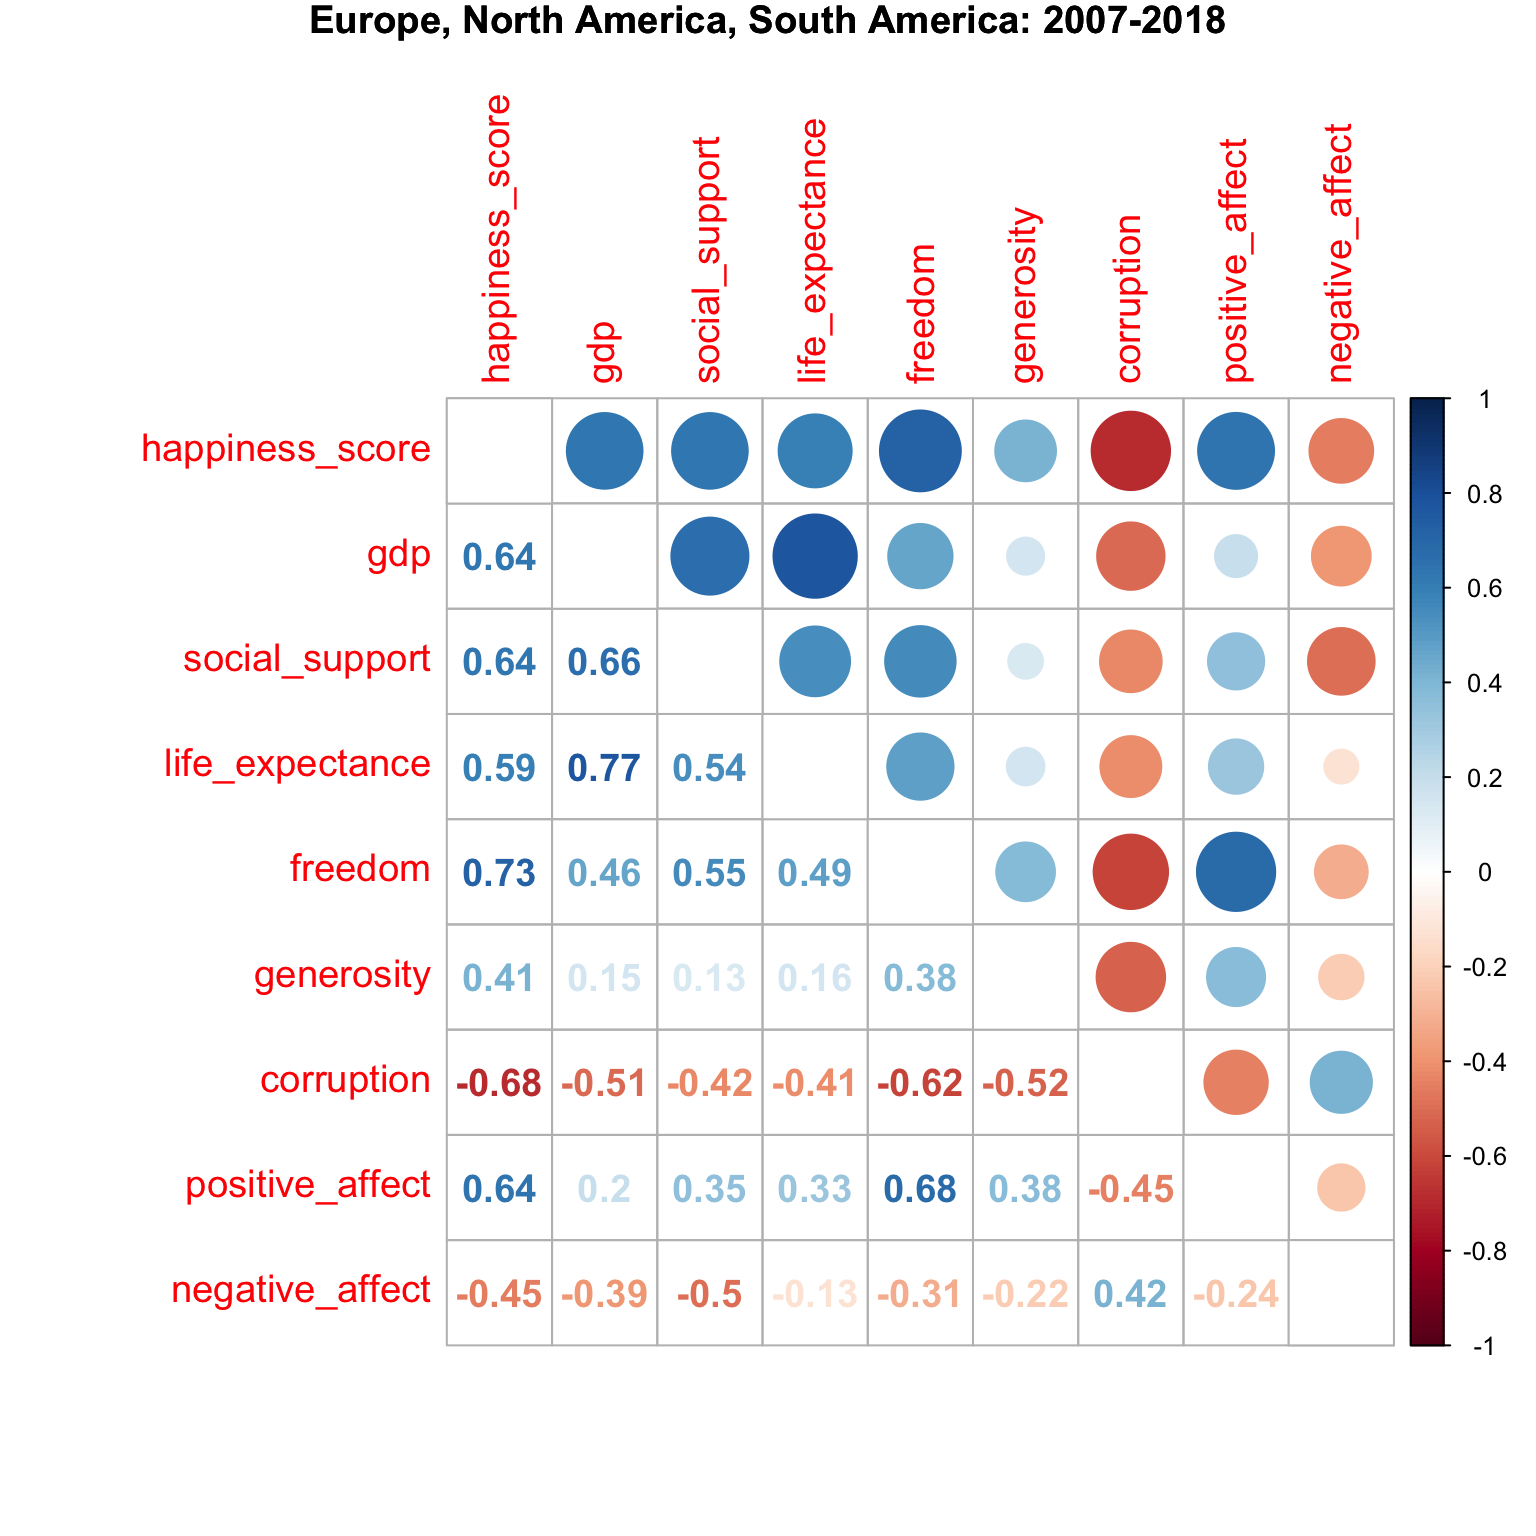 Europe, North America, South America: 2007-2018
happiness_score
gdp
social_support
life_expectance
freedom
generosity
corruption
positive_affect
negative_affect
happiness_score
gdp 0.64
social_support 0.64 0.66
life_expectance 0.59 0.77 0.54
freedom 0.73 0.46 0.55 0.49
generosity 0.41 0.15 0.13 0.16 0.38
corruption -0.68 -0.51 -0.42 -0.41 -0.62 -0.52
positive_affect 0.64 0.2 0.35 0.33 0.68 0.38 -0.45
negative_affect -0.45 -0.39 -0.5 -0.13 -0.31 -0.22 0.42 -0.24
1
0.8
0.6
0.4
0.2
0
-0.2
-0.4
-0.6
-0.8
-1